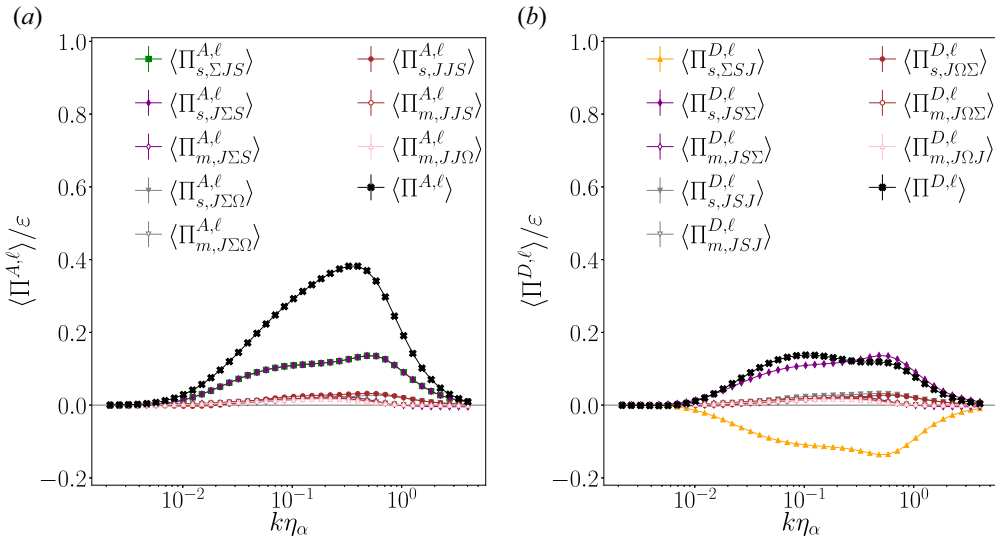 (a)
⟨Π^{A,ℓ}_{s,ΣJS}⟩
⟨Π^{A,ℓ}_{s,JΣS}⟩
⟨Π^{A,ℓ}_{m,JΣS}⟩
⟨Π^{A,ℓ}_{s,JΣΩ}⟩
⟨Π^{A,ℓ}_{m,JΣΩ}⟩
⟨Π^{A,ℓ}_{s,JJS}⟩
⟨Π^{A,ℓ}_{m,JJS}⟩
⟨Π^{A,ℓ}_{m,JJΩ}⟩
⟨Π^{A,ℓ}⟩
1.0
0.8
0.6
0.4
0.2
0.0
−0.2
⟨Π^{A,ℓ}⟩/ε
10^{−2} 10^{−1} 10^{0}
kη_α
(b)
⟨Π^{D,ℓ}_{s,ΣSJ}⟩
⟨Π^{D,ℓ}_{s,JSΣ}⟩
⟨Π^{D,ℓ}_{m,JSΣ}⟩
⟨Π^{D,ℓ}_{s,JSJ}⟩
⟨Π^{D,ℓ}_{m,JSJ}⟩
⟨Π^{D,ℓ}_{s,JΩΣ}⟩
⟨Π^{D,ℓ}_{m,JΩΣ}⟩
⟨Π^{D,ℓ}_{m,JΩJ}⟩
⟨Π^{D,ℓ}⟩
1.0
0.8
0.6
0.4
0.2
0.0
−0.2
⟨Π^{D,ℓ}⟩/ε
10^{−2} 10^{−1} 10^{0}
kη_α